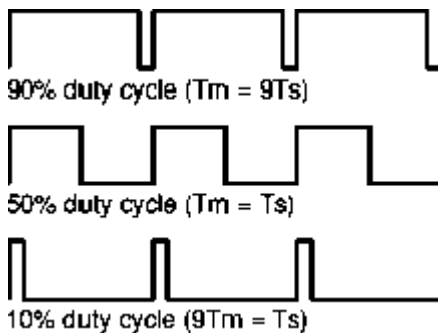 90% duty cycle (Tm = 9Ts)
50% duty cycle (Tm = Ts)
10% duty cycle (9Tm = Ts)